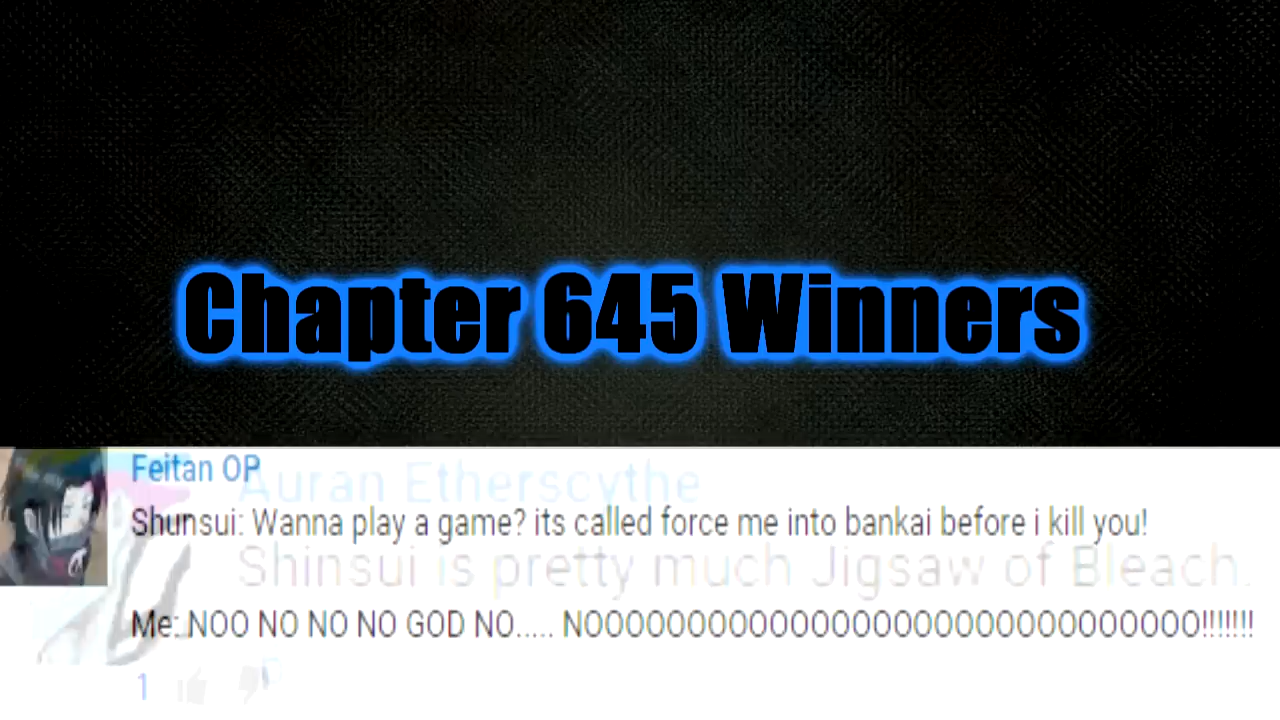 Chapter 645 Winners
Feitan OP
Auran Etherscythe
Shunsui: Wanna play a game? its called force me into bankai before i kill you!
Shinsui is pretty much Jigsaw of Bleach.
Me: NOO NO NO NO GOD NO..... NOOOOOOOOOOOOOOOOOOOOOOOOOOOOOO!!!!!!!
1